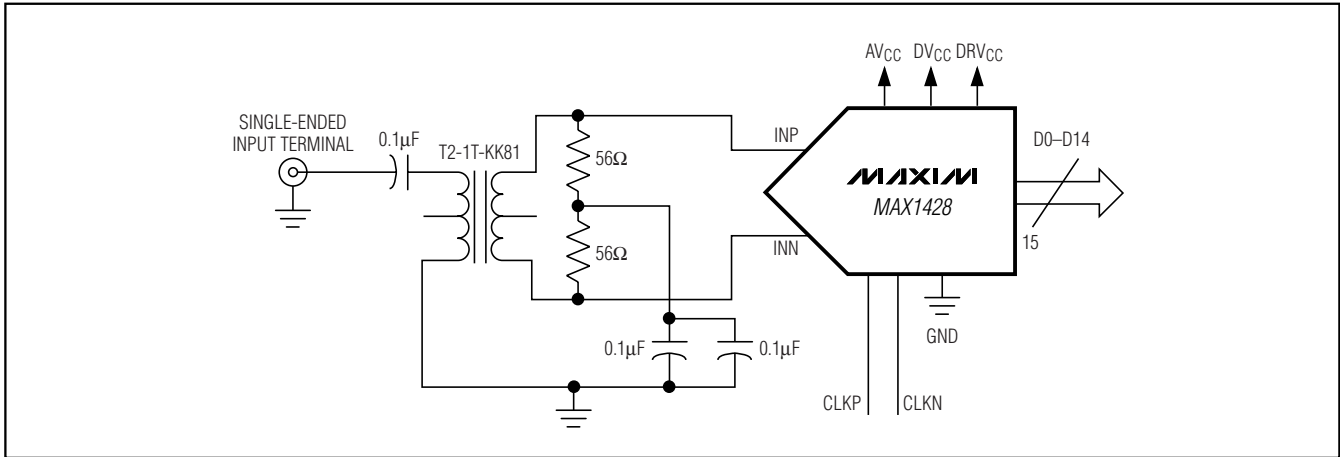 AVCC DVCC DRVCC
SINGLE-ENDED
INPUT TERMINAL
0.1μF
T2-1T-KK81
56Ω
56Ω
0.1μF
0.1μF
INP
INN
MAXIM
MAX1428
D0–D14
15
GND
CLKP
CLKN